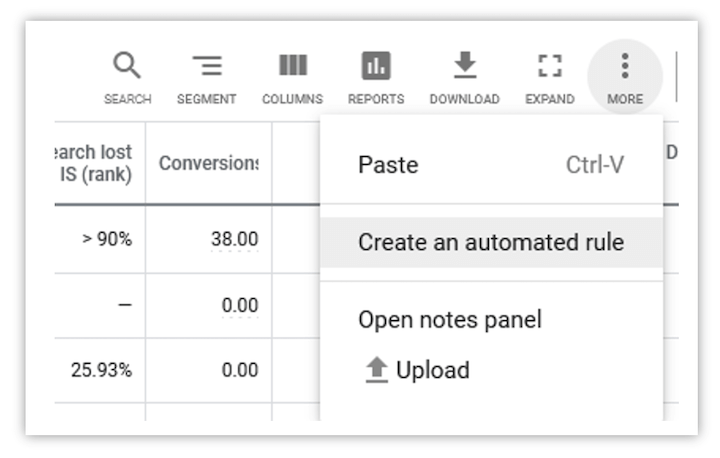 SEARCH SEGMENT COLUMNS REPORTS DOWNLOAD EXPAND MORE
Paste Ctrl-V
earch lost
IS (rank)
Conversions
D
> 90% 38.00
Create an automated rule
— 0.00
Open notes panel
25.93% 0.00
Upload